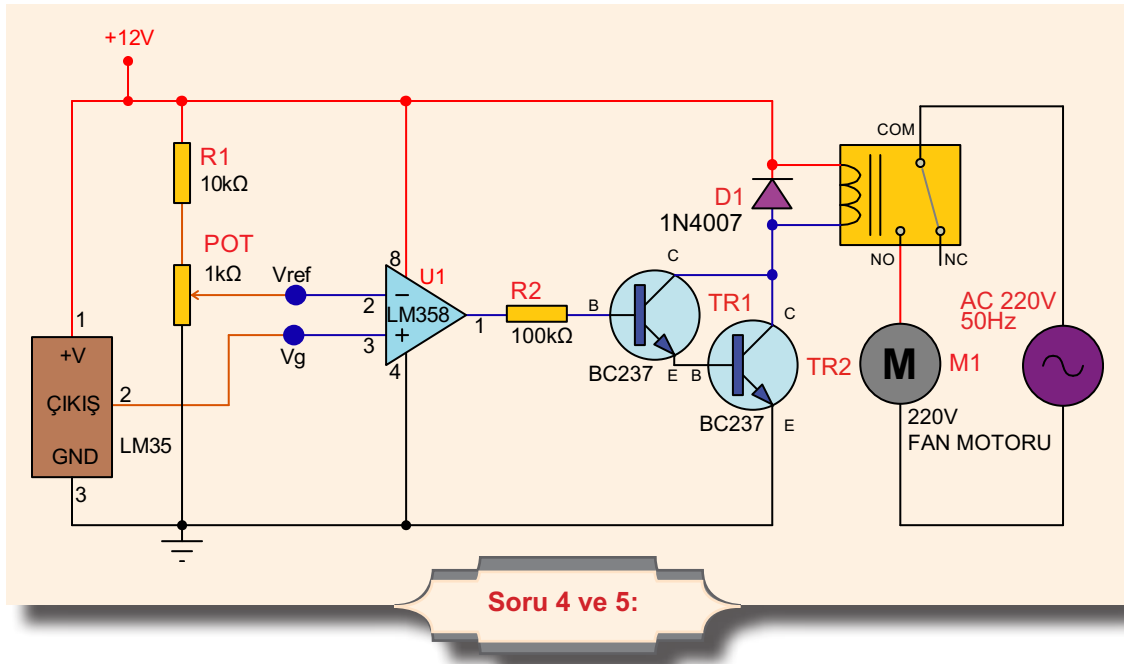 +12V
R1
10kΩ
POT
1kΩ
Vref
Vg
1
+V
ÇIKIŞ
2
GND
LM35
3
8
U1
2
−
LM358
1
+
3
4
R2
100kΩ
B
C
TR1
BC237
E
B
C
TR2
BC237
E
D1
1N4007
COM
NO
NC
M
M1
220V
FAN MOTORU
AC 220V
50Hz
Soru 4 ve 5: